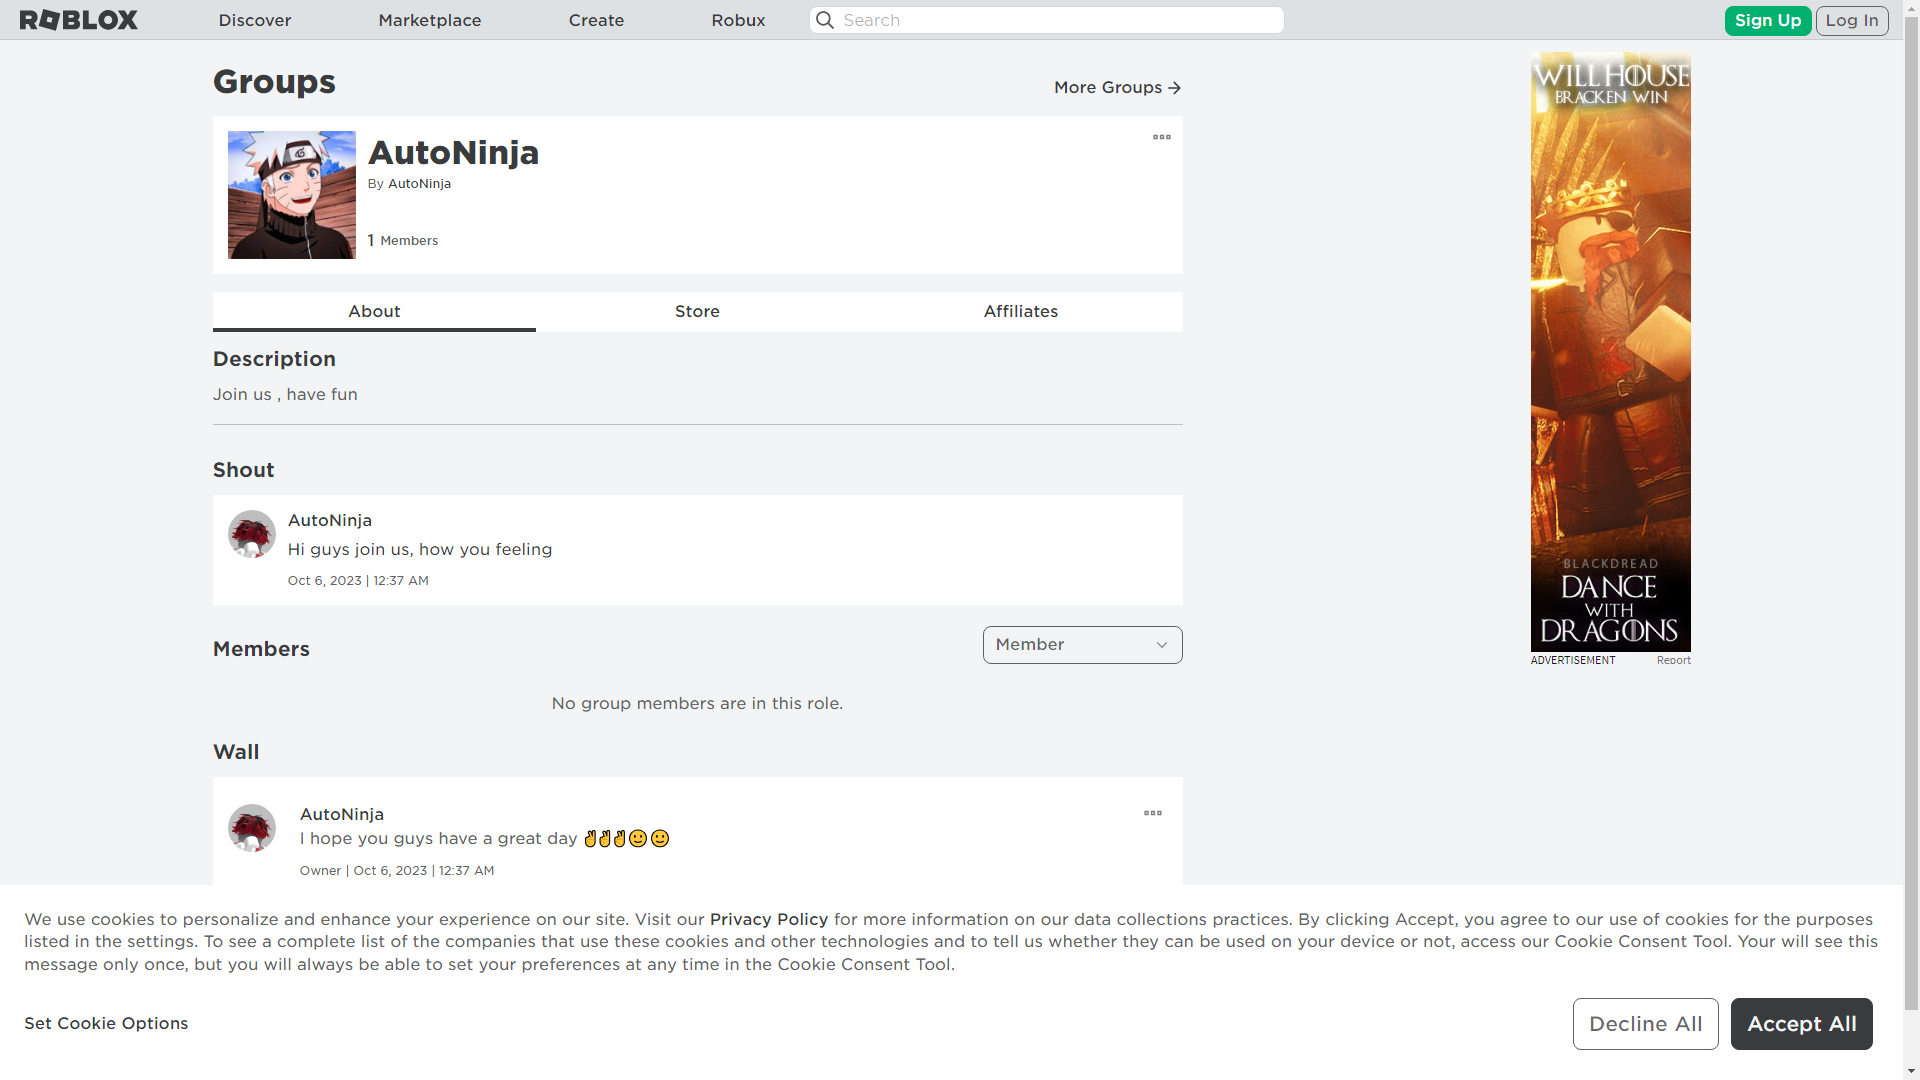 ROBLOX
Discover
Marketplace
Create
Robux
Search
Sign Up
Log In
Groups
More Groups →
AutoNinja
By AutoNinja
1 Members
About
Store
Affiliates
Description
Join us , have fun
Shout
AutoNinja
Hi guys join us, how you feeling
Oct 6, 2023 | 12:37 AM
Members
Member
No group members are in this role.
Wall
AutoNinja
I hope you guys have a great day ✌✌✌🙂🙂
Owner | Oct 6, 2023 | 12:37 AM
WILL HOUSE
BRACKEN WIN
BLACKDREAD
DANCE
WITH
DRAGONS
ADVERTISEMENT
Report
We use cookies to personalize and enhance your experience on our site. Visit our Privacy Policy for more information on our data collections practices. By clicking Accept, you agree to our use of cookies for the purposes
listed in the settings. To see a complete list of the companies that use these cookies and other technologies and to tell us whether they can be used on your device or not, access our Cookie Consent Tool. Your will see this
message only once, but you will always be able to set your preferences at any time in the Cookie Consent Tool.
Set Cookie Options
Decline All
Accept All